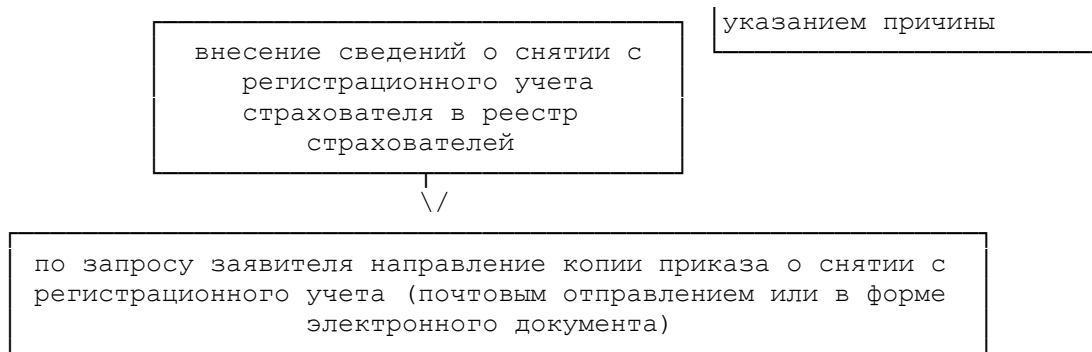 указанием причины
внесение сведений о снятии с
регистрационного учета
страхователя в реестр
страхователей
\/
по запросу заявителя направление копии приказа о снятии с
регистрационного учета (почтовым отправлением или в форме
электронного документа)